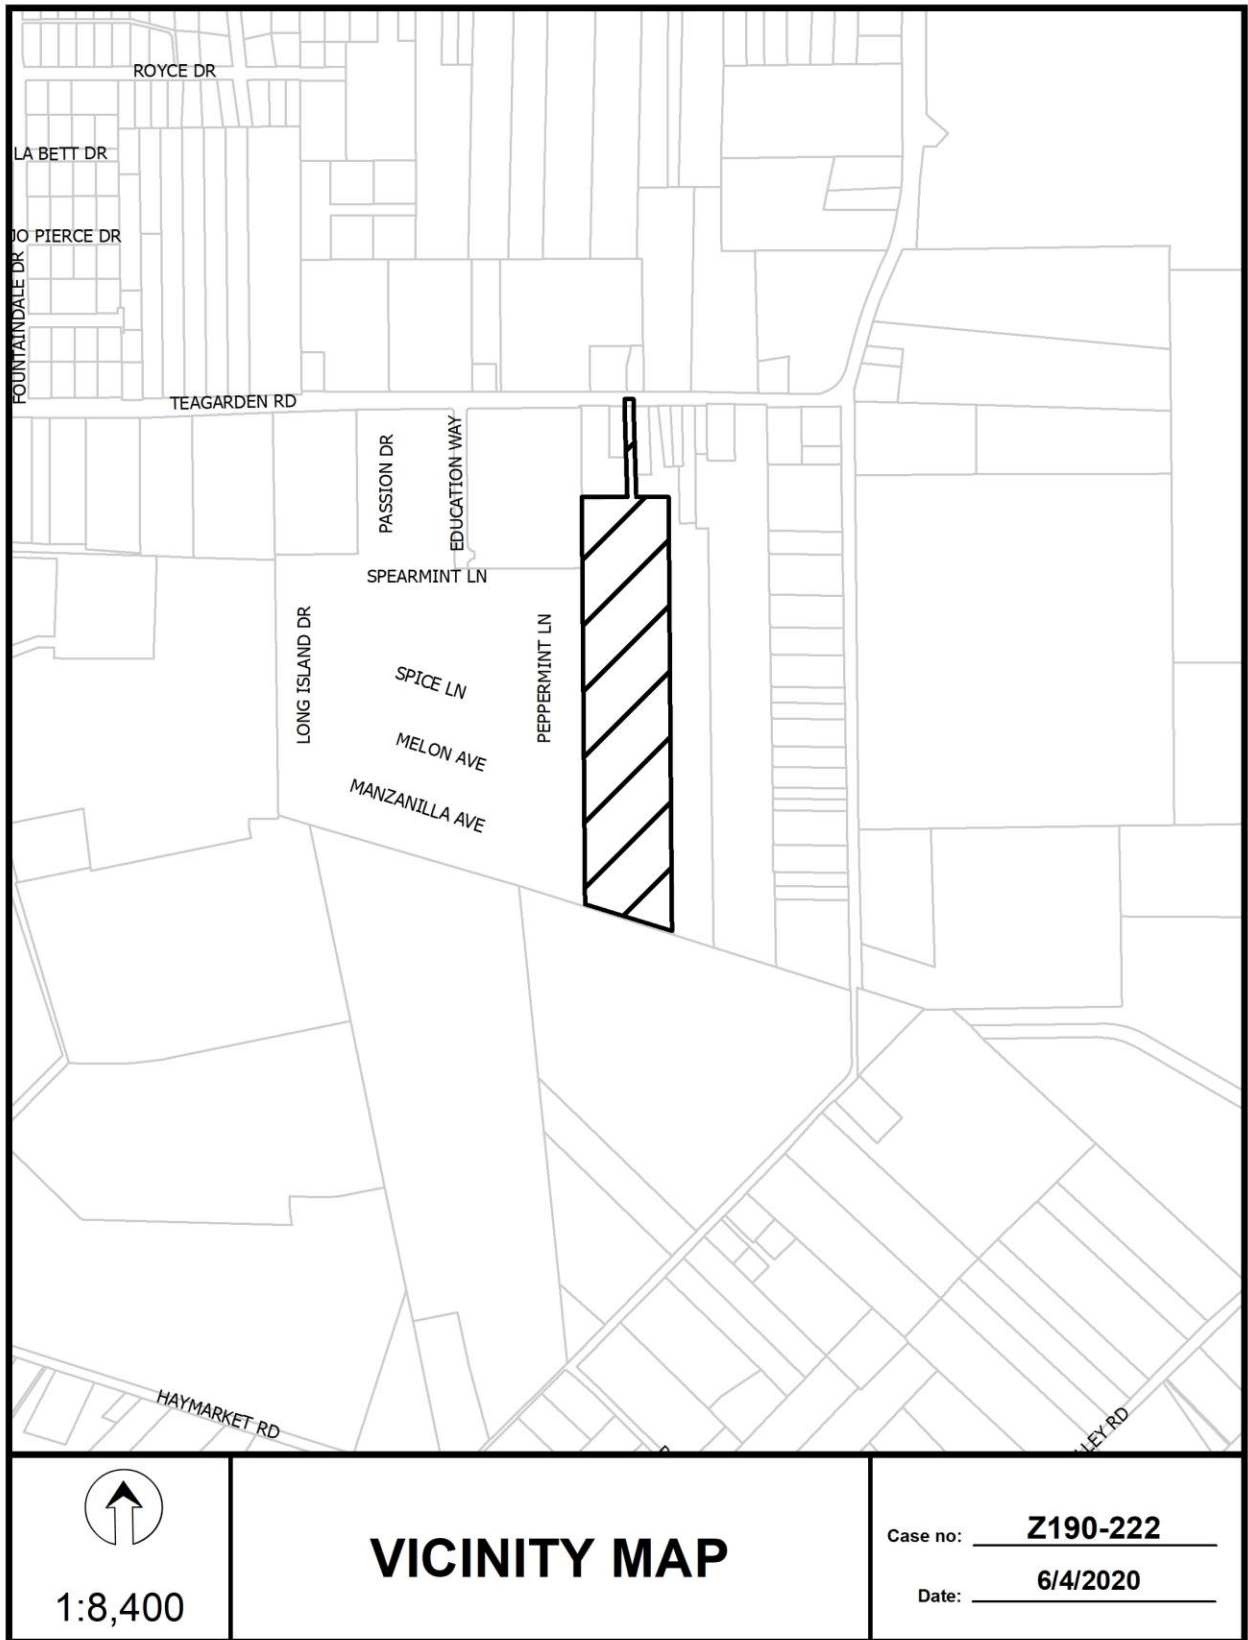 ROYCE DR
LA BETT DR
JO PIERCE DR
FOUNTAINDALE DR
TEAGARDEN RD
PASSION DR
EDUCATION WAY
SPEARMINT LN
LONG ISLAND DR
PEPPERMINT LN
SPICE LN
MELON AVE
MANZANILLA AVE
HAYMARKET RD
LLEY RD
1:8,400
VICINITY MAP
Case no: Z190-222
Date: 6/4/2020